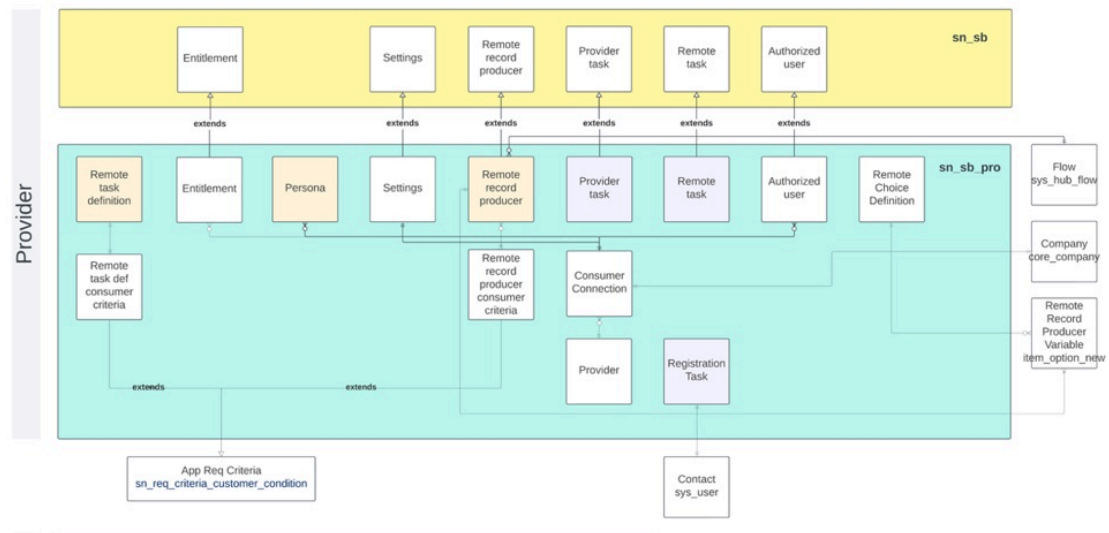 sn_sb
Entitlement
Settings
Remote
record
producer
Provider
task
Remote
task
Authorized
user
extends
extends
extends
extends
extends
extends
Provider
sn_sb_pro
Remote
task
definition
Entitlement
Persona
Settings
Remote
record
producer
Provider
task
Remote
task
Authorized
user
Remote
Choice
Definition
Flow
sys_hub_flow
Company
core_company
Remote
task def
consumer
criteria
Remote
record
producer
consumer
criteria
Consumer
Connection
Remote
Record
Producer
Variable
item_option_new
Provider
Registration
Task
extends
extends
App Req Criteria
sn_req_criteria_customer_condition
Contact
sys_user